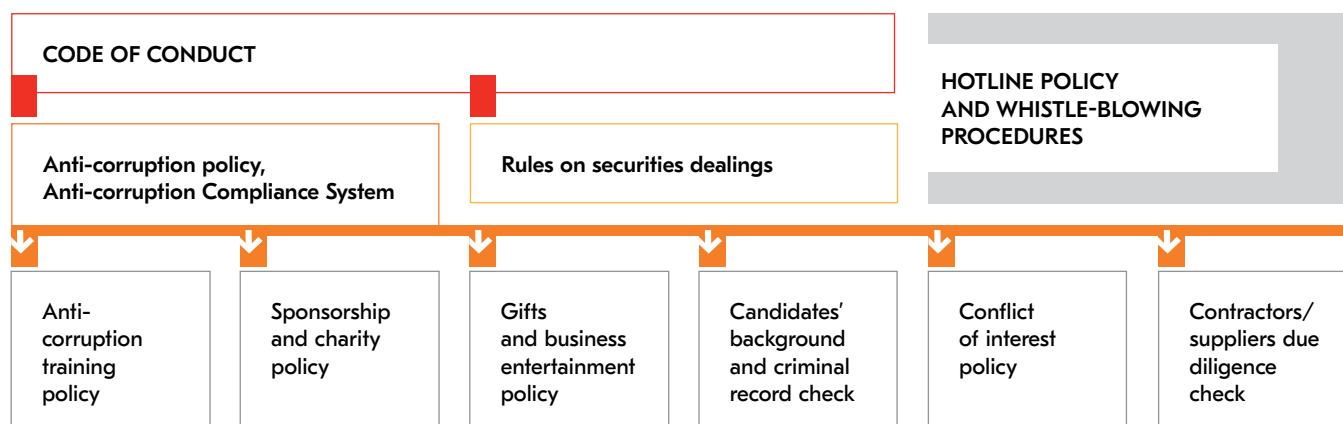 CODE OF CONDUCT
HOTLINE POLICY
AND WHISTLE-BLOWING
PROCEDURES
Anti-corruption policy,
Anti-corruption Compliance System
Rules on securities dealings
Anti-
corruption
training
policy
Sponsorship
and charity
policy
Gifts
and business
entertainment
policy
Candidates’
background
and criminal
record check
Conflict
of interest
policy
Contractors/
suppliers due
diligence
check